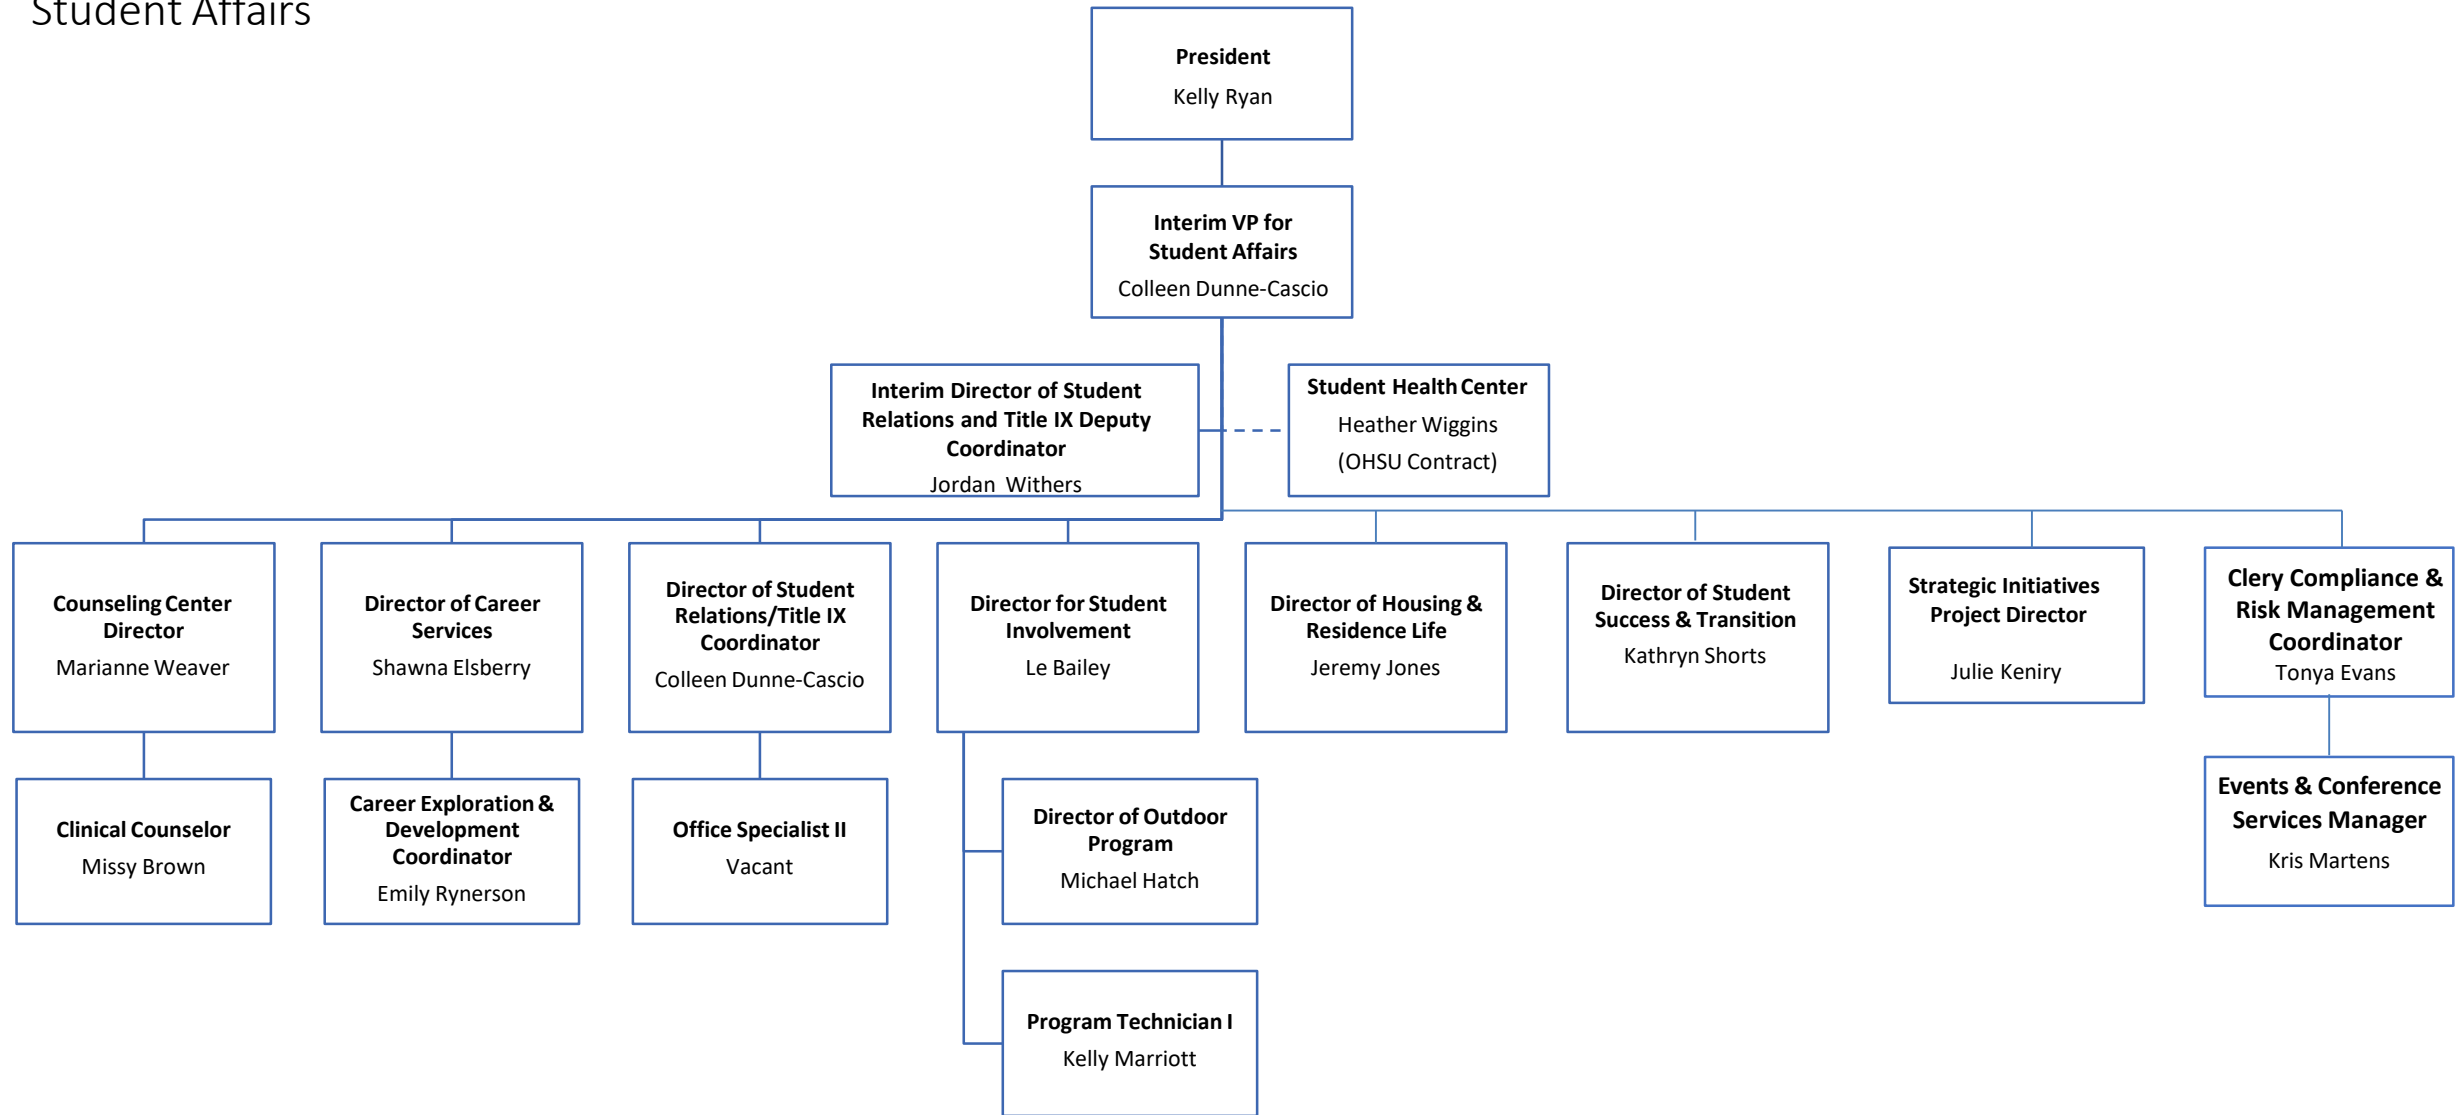 Student Affairs
President
Kelly Ryan
Interim VP for
Student Affairs
Colleen Dunne-Cascio
Interim Director of Student
Relations and Title IX Deputy
Coordinator
Jordan Withers
Student Health Center
Heather Wiggins
(OHSU Contract)
Counseling Center
Director
Marianne Weaver
Director of Career
Services
Shawna Elsberry
Director of Student
Relations/Title IX
Coordinator
Colleen Dunne-Cascio
Director for Student
Involvement
Le Bailey
Director of Housing &
Residence Life
Jeremy Jones
Director of Student
Success & Transition
Kathryn Shorts
Strategic Initiatives
Project Director
Julie Keniry
Clery Compliance &
Risk Management
Coordinator
Tonya Evans
Clinical Counselor
Missy Brown
Career Exploration &
Development
Coordinator
Emily Rynerson
Office Specialist II
Vacant
Director of Outdoor
Program
Michael Hatch
Events & Conference
Services Manager
Kris Martens
Program Technician I
Kelly Marriott